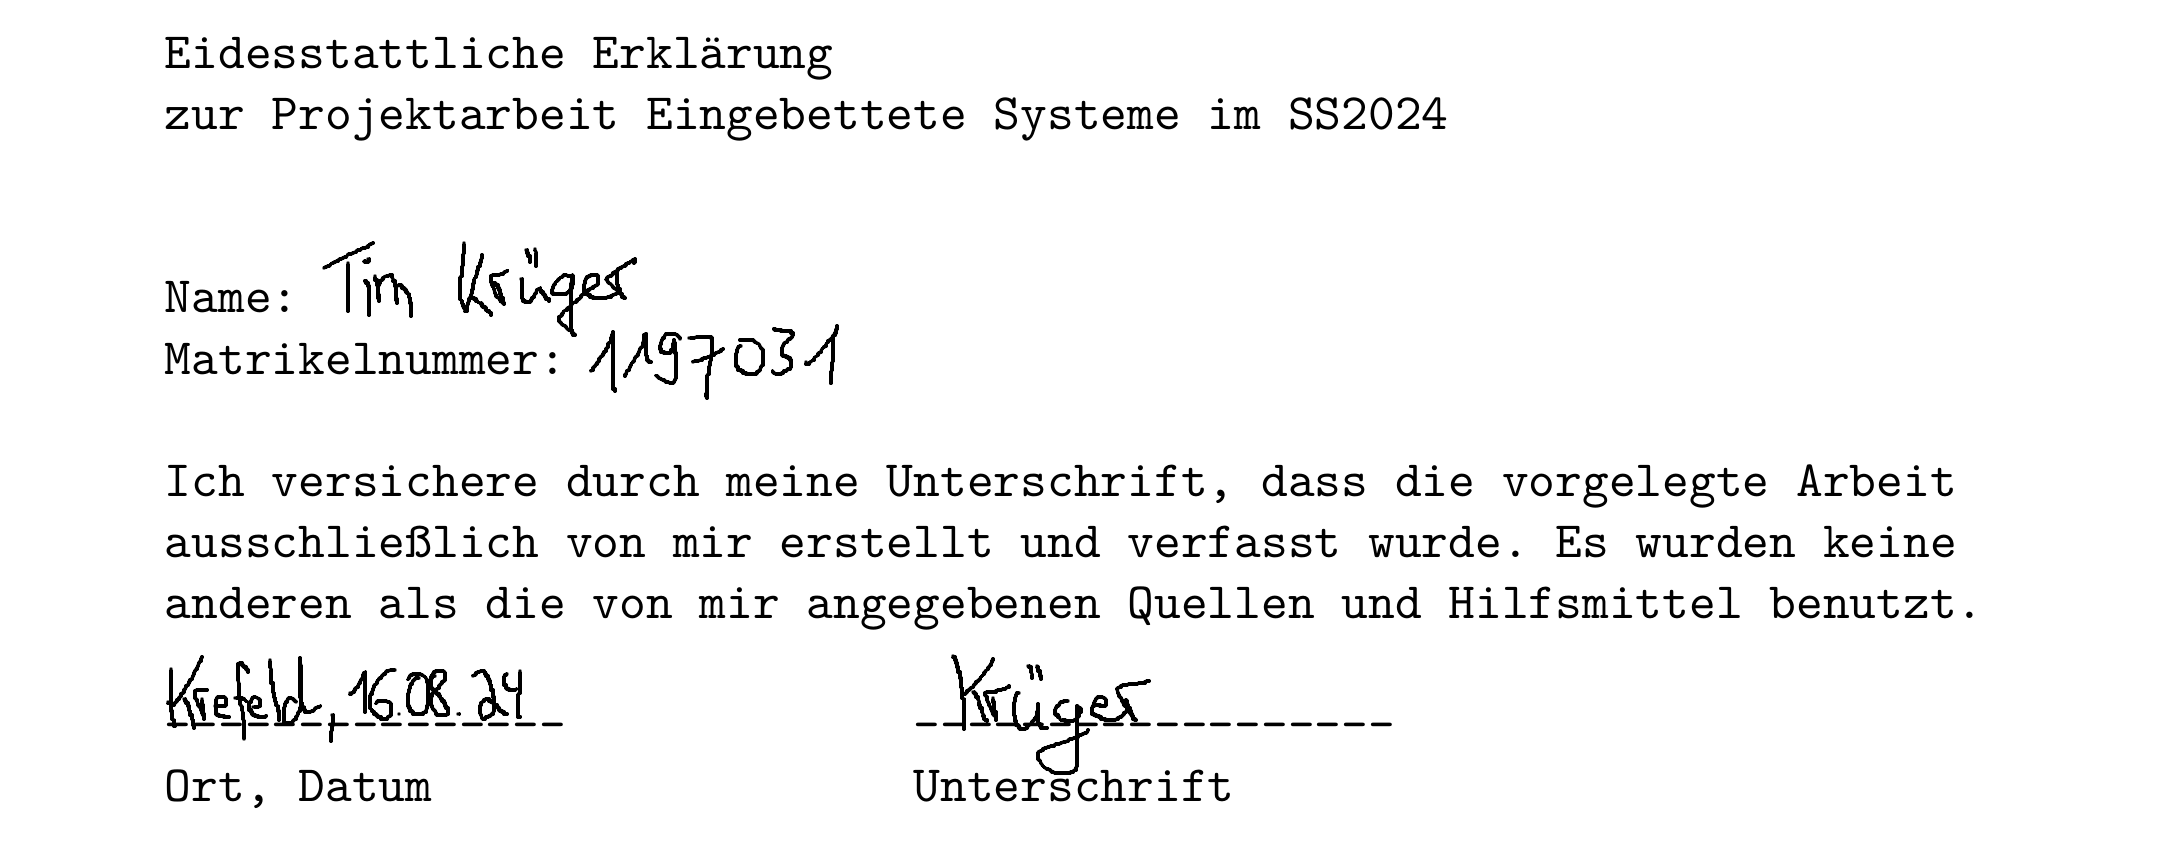 Eidesstattliche Erklärung
zur Projektarbeit Eingebettete Systeme im SS2024
Name: Tim Krüger
Matrikelnummer: 1197031
Ich versichere durch meine Unterschrift, dass die vorgelegte Arbeit
ausschließlich von mir erstellt und verfasst wurde. Es wurden keine
anderen als die von mir angegebenen Quellen und Hilfsmittel benutzt.
Krefeld, 16.08.24 Krüger
Ort, Datum Unterschrift